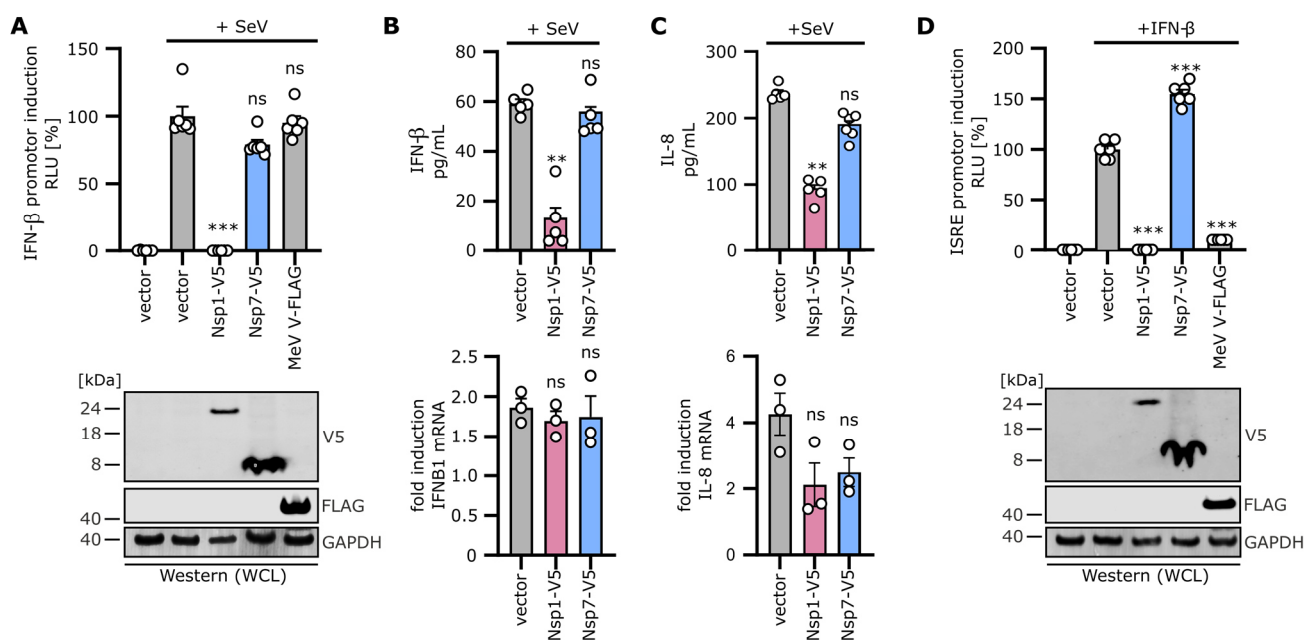 A
+ SeV
IFN-β promotor induction
RLU [%]
150
100
50
0
***
ns
ns
vector
vector
Nsp1-V5
Nsp7-V5
MeV V-FLAG
[kDa]
24
18
8
V5
40
FLAG
40
GAPDH
Western (WCL)
B
+ SeV
IFN-β
pg/mL
80
60
40
20
0
**
ns
vector
Nsp1-V5
Nsp7-V5
fold induction
IFNB1 mRNA
2.5
2.0
1.5
1.0
0.5
0
ns
ns
vector
Nsp1-V5
Nsp7-V5
C
+SeV
IL-8
pg/mL
300
200
100
0
**
ns
vector
Nsp1-V5
Nsp7-V5
fold induction
IL-8 mRNA
6
4
2
0
ns
ns
vector
Nsp1-V5
Nsp7-V5
D
+IFN-β
ISRE promotor induction
RLU [%]
200
150
100
50
0
***
***
***
vector
vector
Nsp1-V5
Nsp7-V5
MeV V-FLAG
[kDa]
24
18
8
V5
40
FLAG
40
GAPDH
Western (WCL)